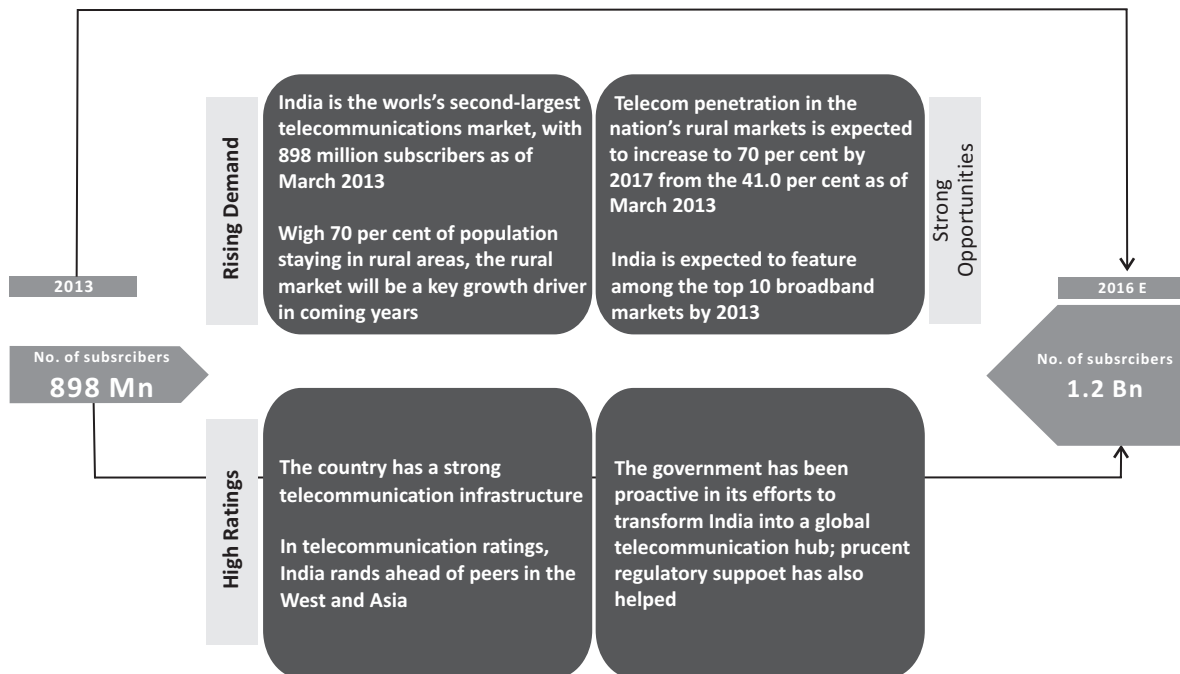 2013
No. of subsrcibers
898 Mn
Rising Demand
India is the worls's second-largest
telecommunications market, with
898 million subscribers as of
March 2013
Wigh 70 per cent of population
staying in rural areas, the rural
market will be a key growth driver
in coming years
Telecom penetration in the
nation's rural markets is expected
to increase to 70 per cent by
2017 from the 41.0 per cent as of
March 2013
India is expected to feature
among the top 10 broadband
markets by 2013
Strong
Opportunities
High Ratings
The country has a strong
telecommunication infrastructure
In telecommunication ratings,
India rands ahead of peers in the
West and Asia
The government has been
proactive in its efforts to
transform India into a global
telecommunication hub; prucent
regulatory suppoet has also
helped
2016 E
No. of subsrcibers
1.2 Bn